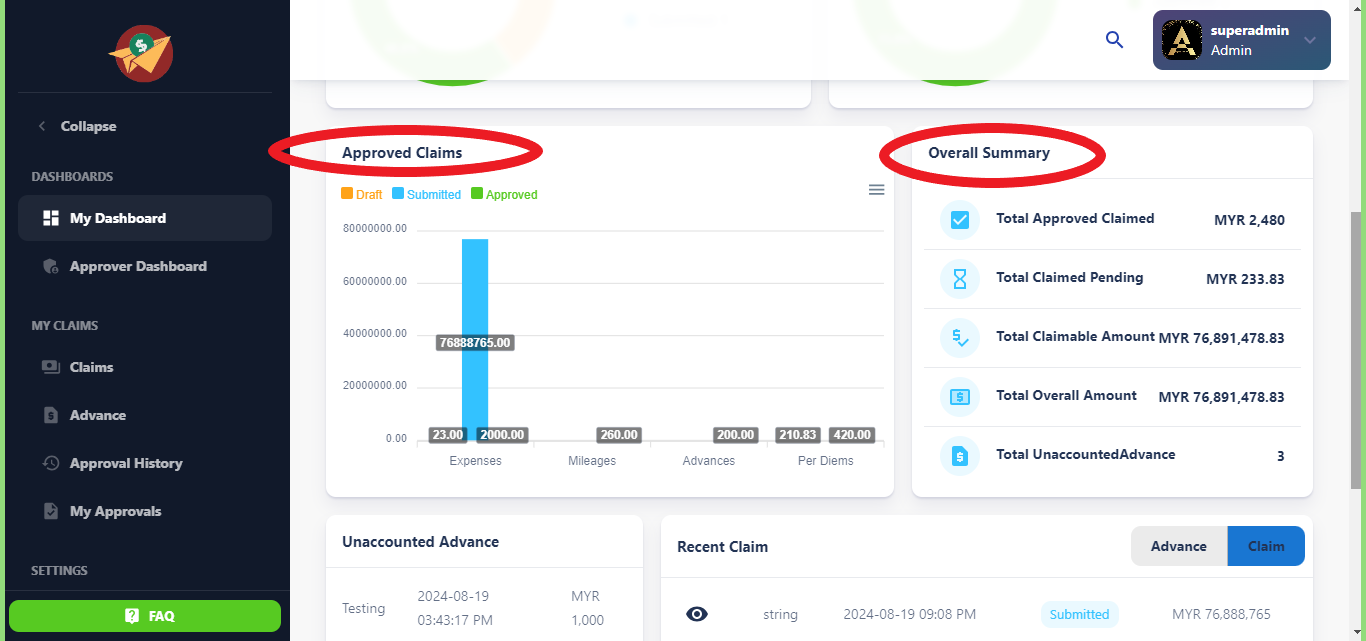 superadmin
Admin
Collapse
DASHBOARDS
My Dashboard
Approver Dashboard
MY CLAIMS
Claims
Advance
Approval History
My Approvals
SETTINGS
FAQ
Approved Claims
Draft Submitted Approved
80000000.00
60000000.00
40000000.00
20000000.00
0.00
76888765.00
23.00 2000.00 260.00 200.00 210.83 420.00
Expenses Mileages Advances Per Diems
Overall Summary
Total Approved Claimed MYR 2,480
Total Claimed Pending MYR 233.83
Total Claimable Amount MYR 76,891,478.83
Total Overall Amount MYR 76,891,478.83
Total UnaccountedAdvance 3
Unaccounted Advance
Testing 2024-08-19 MYR
03:43:17 PM 1,000
Recent Claim Advance Claim
string 2024-08-19 09:08 PM Submitted MYR 76,888,765